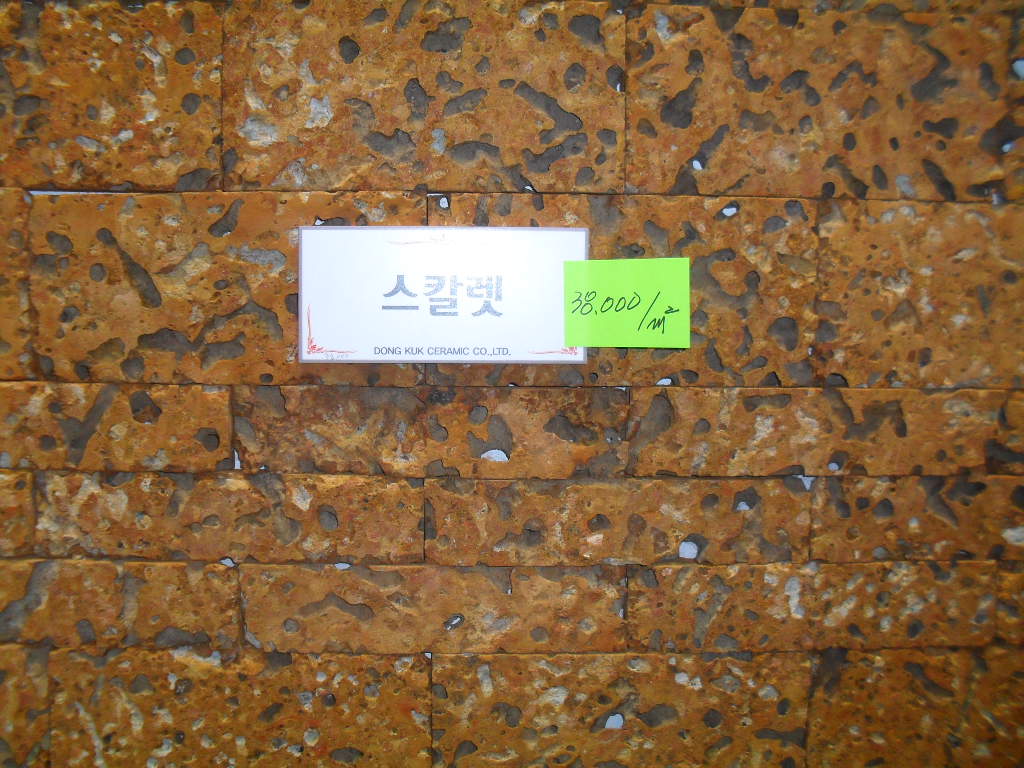 스칼렛
DONG KUK CERAMIC CO.,LTD.
38.000/m²